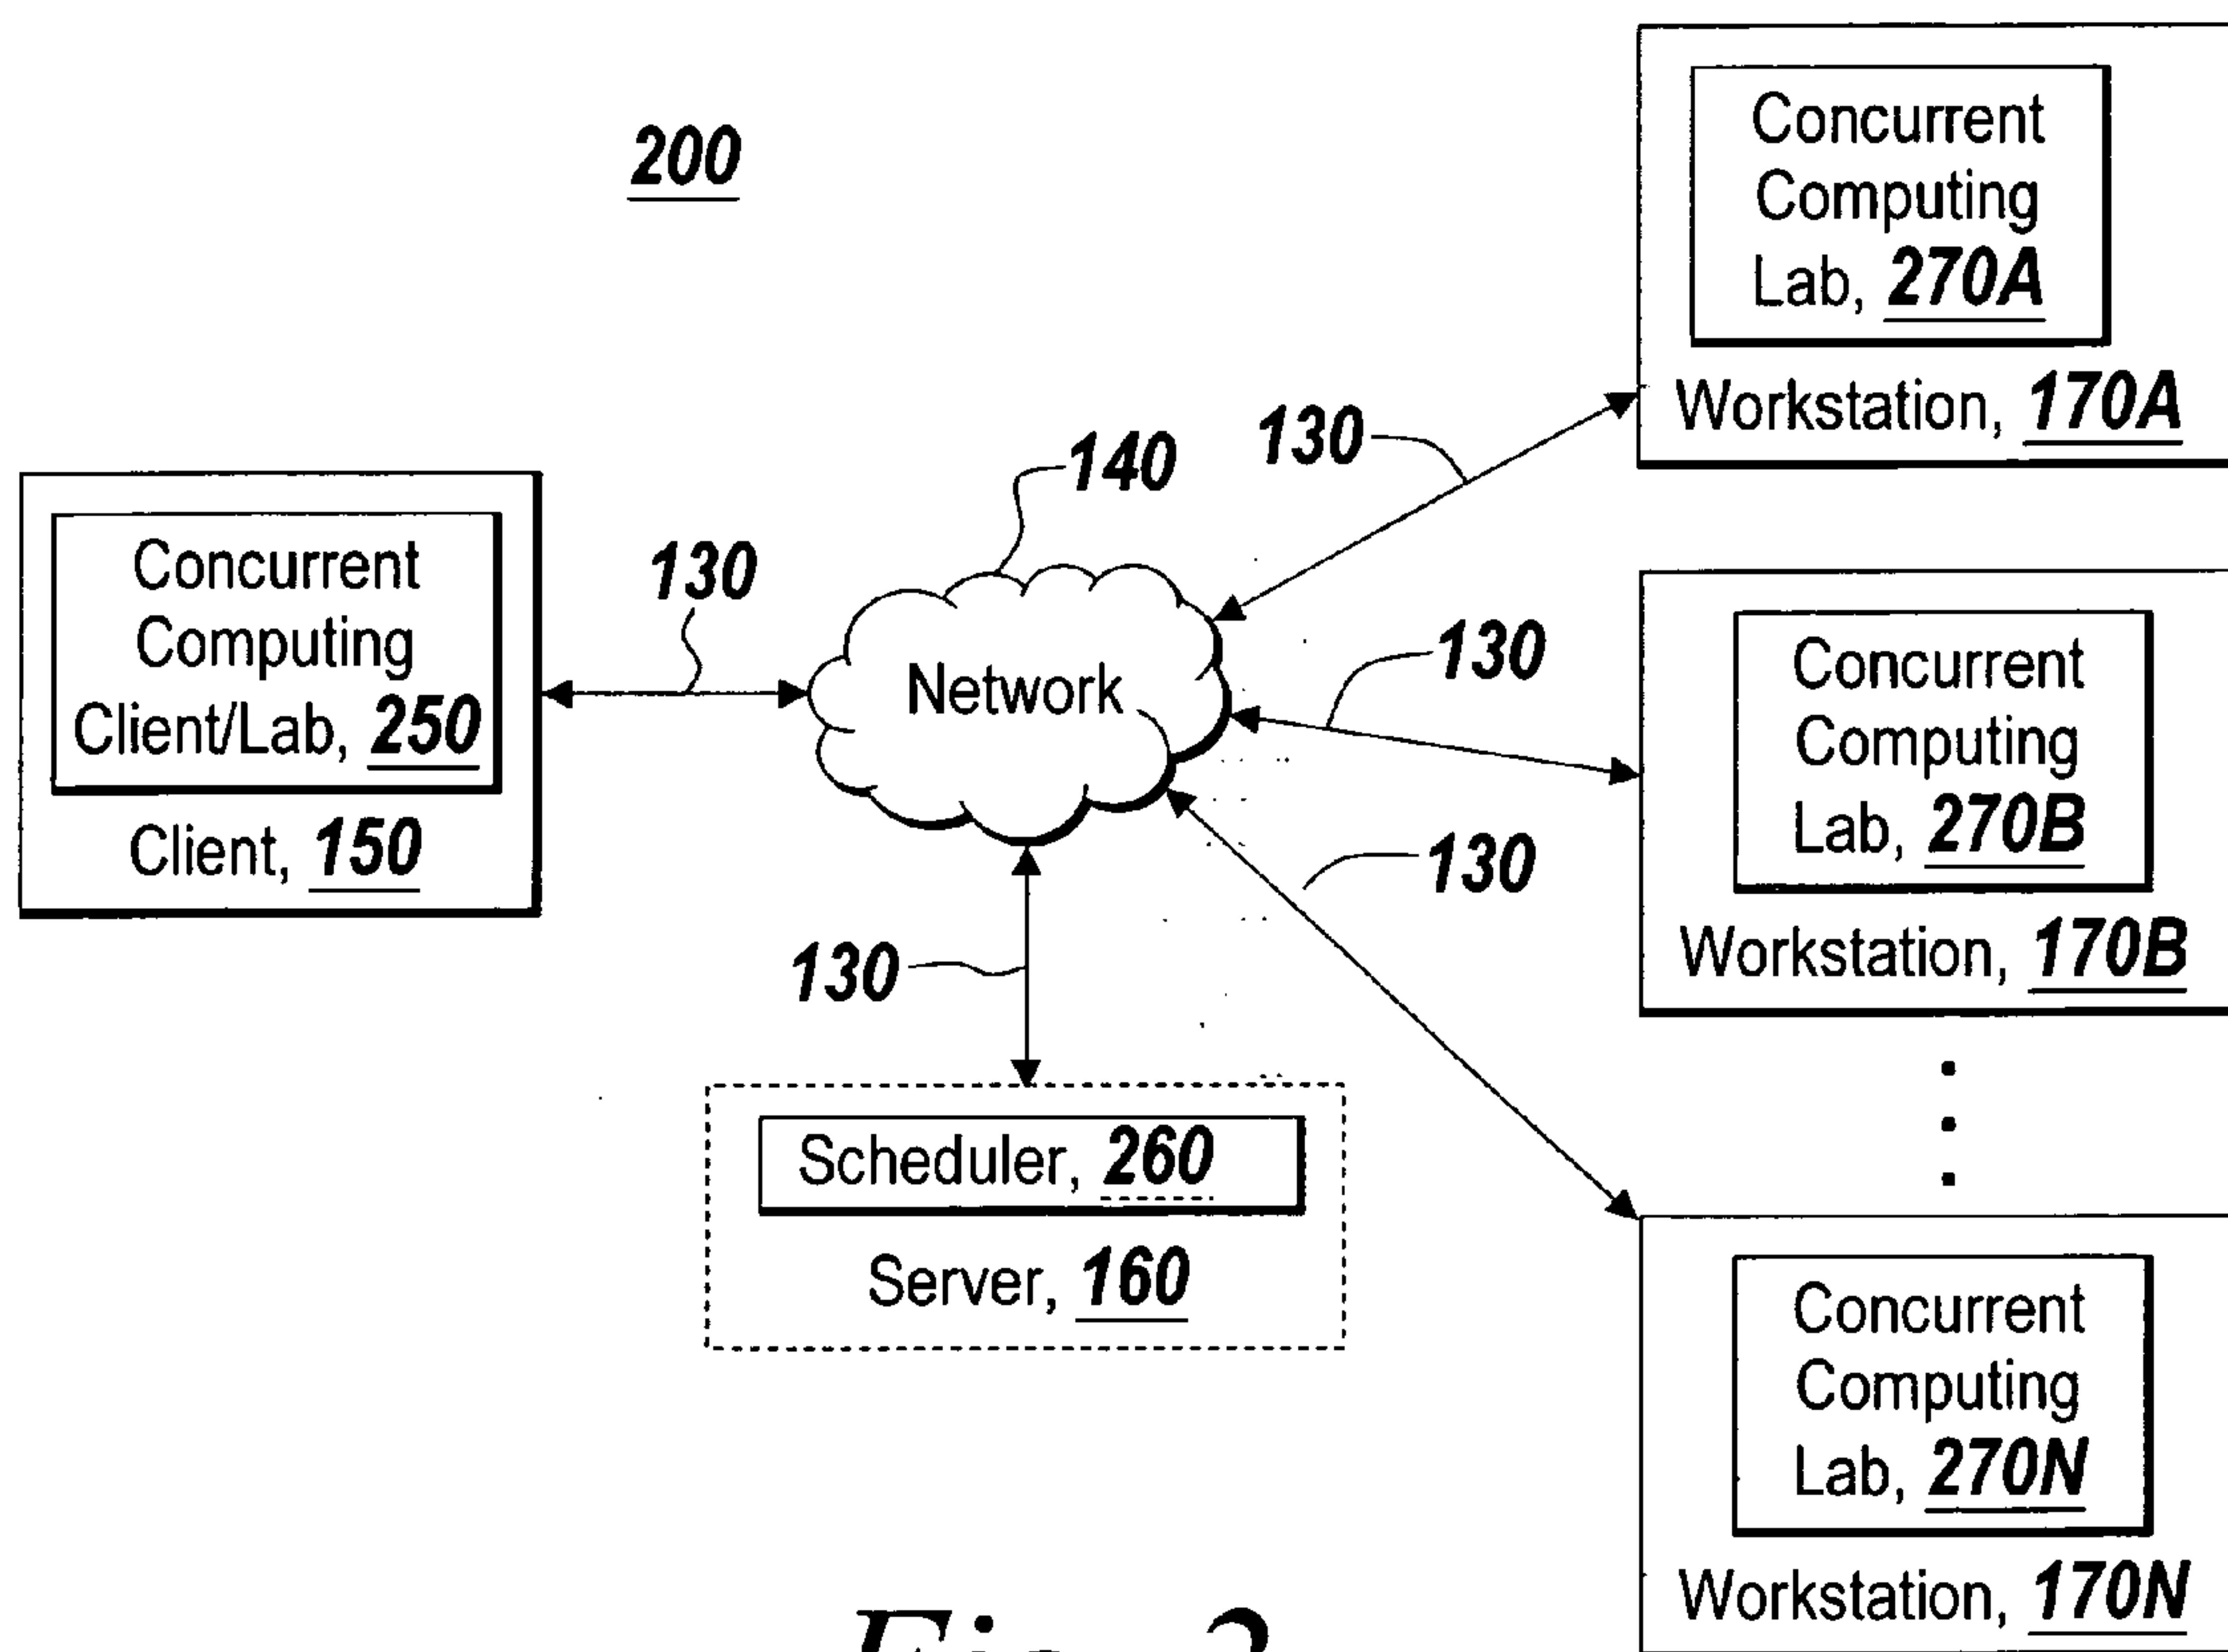 200
Concurrent
Computing
Lab, 270A
Workstation, 170A
130
140
Concurrent
Computing
Client/Lab, 250
Client, 150
130
Network
130
Concurrent
Computing
Lab, 270B
Workstation, 170B
130
130
Scheduler, 260
Server, 160
Concurrent
Computing
Lab, 270N
Workstation, 170N